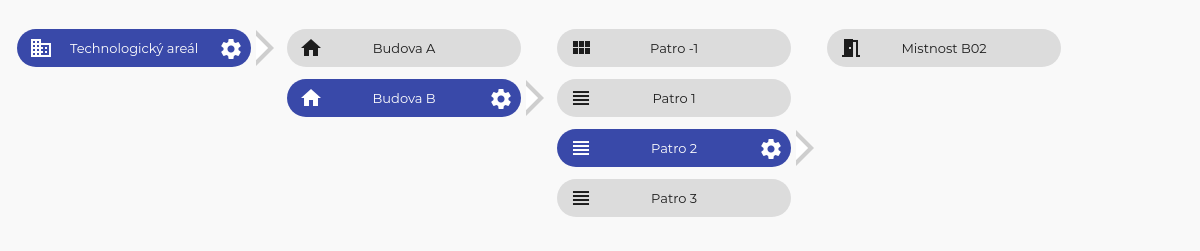 Technologický areál
Budova A
Budova B
Patro -1
Patro 1
Patro 2
Patro 3
Mistnost B02